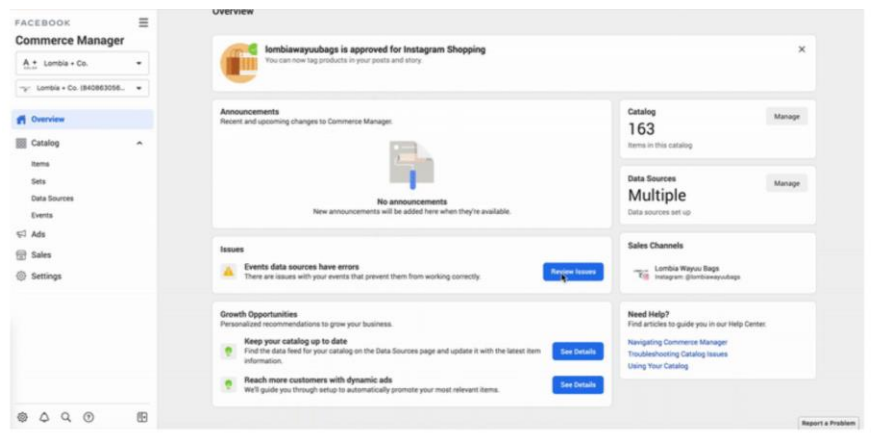 FACEBOOK
Commerce Manager
Lombia + Co.
Lombia + Co. (840863056...
Overview
Catalog
Items
Sets
Data Sources
Events
Ads
Sales
Settings
Overview
lombiawayuubags is approved for Instagram Shopping
You can now tag products in your posts and story.
Announcements
Recent and upcoming changes to Commerce Manager.
No announcements
New announcements will be added here when they're available.
Issues
Events data sources have errors
There are issues with your events that prevent them from working correctly.
Review Issues
Growth Opportunities
Personalized recommendations to grow your business.
Keep your catalog up to date
Find the data feed for your catalog on the Data Sources page and update it with the latest item
information.
See Details
Reach more customers with dynamic ads
We'll guide you through setup to automatically promote your most relevant items.
See Details
Catalog
163
Items in this catalog
Manage
Data Sources
Multiple
Data sources set up
Manage
Sales Channels
Lombia Wayuu Bags
Instagram: @lombiawayuubags
Need Help?
Find articles to guide you in our Help Center.
Navigating Commerce Manager
Troubleshooting Catalog Issues
Using Your Catalog
Report a Problem